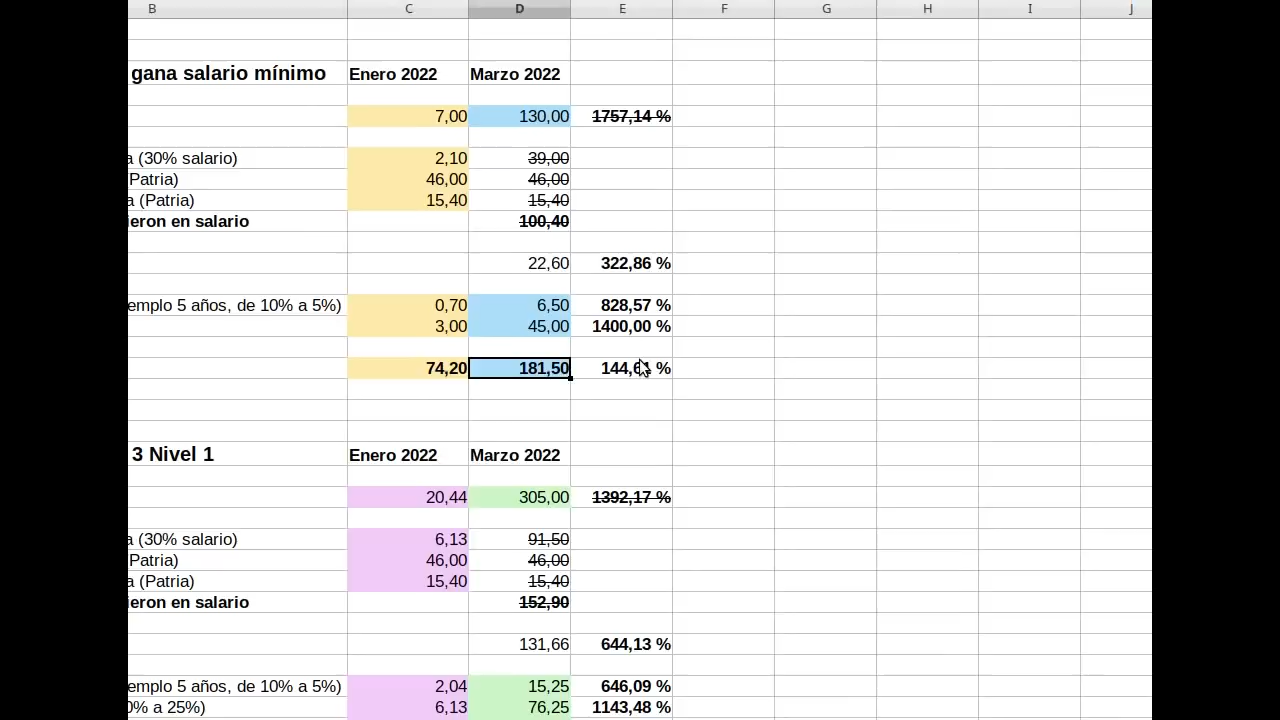 B C D E F G H I J
gana salario mínimo Enero 2022 Marzo 2022
7,00 130,00 1757,14 %
a (30% salario) 2,10 39,00
Patria) 46,00 46,00
a (Patria) 15,40 15,40
ieron en salario 100,40
22,60 322,86 %
emplo 5 años, de 10% a 5%) 0,70 6,50 828,57 %
3,00 45,00 1400,00 %
74,20 181,50 %
3 Nivel 1 Enero 2022 Marzo 2022
20,44 305,00 1392,17 %
a (30% salario) 6,13 91,50
Patria) 46,00 46,00
a (Patria) 15,40 15,40
ieron en salario 152,90
131,66 644,13 %
emplo 5 años, de 10% a 5%) 2,04 15,25 646,09 %
0% a 25%) 6,13 76,25 1143,48 %